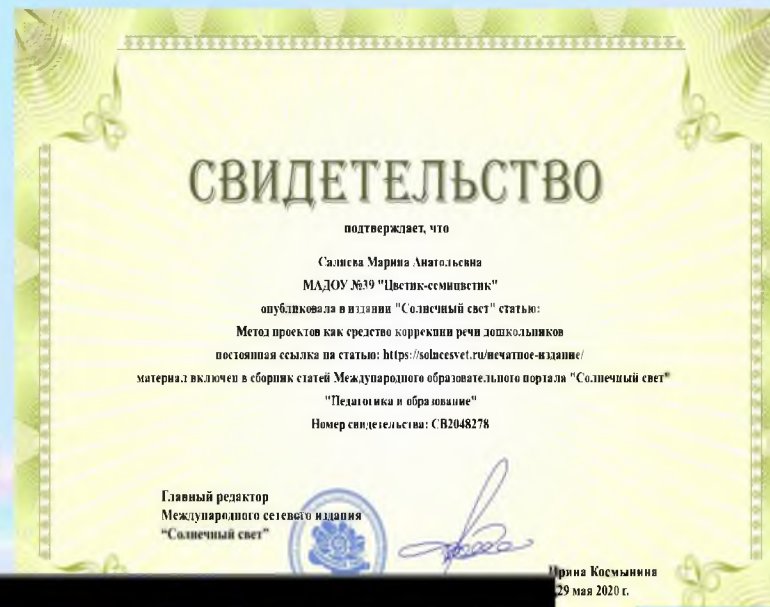 СВИДЕТЕЛЬСТВО
подтверждает, что
Салиева Марина Анатольевна
МАДОУ №39 "Цветик-семицветик"
опубликовала в издании "Солнечный свет" статью:
Метод проектов как средство коррекции речи дошкольников
постоянная ссылка на статью: https://solncesvet.ru/печатное-издание/
материал включен в сборник статей Международного образовательного портала "Солнечный свет"
"Педагогика и образование"
Номер свидетельства: СВ2048278
Главный редактор
Международного сетевого издания
"Солнечный свет"
Ирина Космынина
29 мая 2020 г.